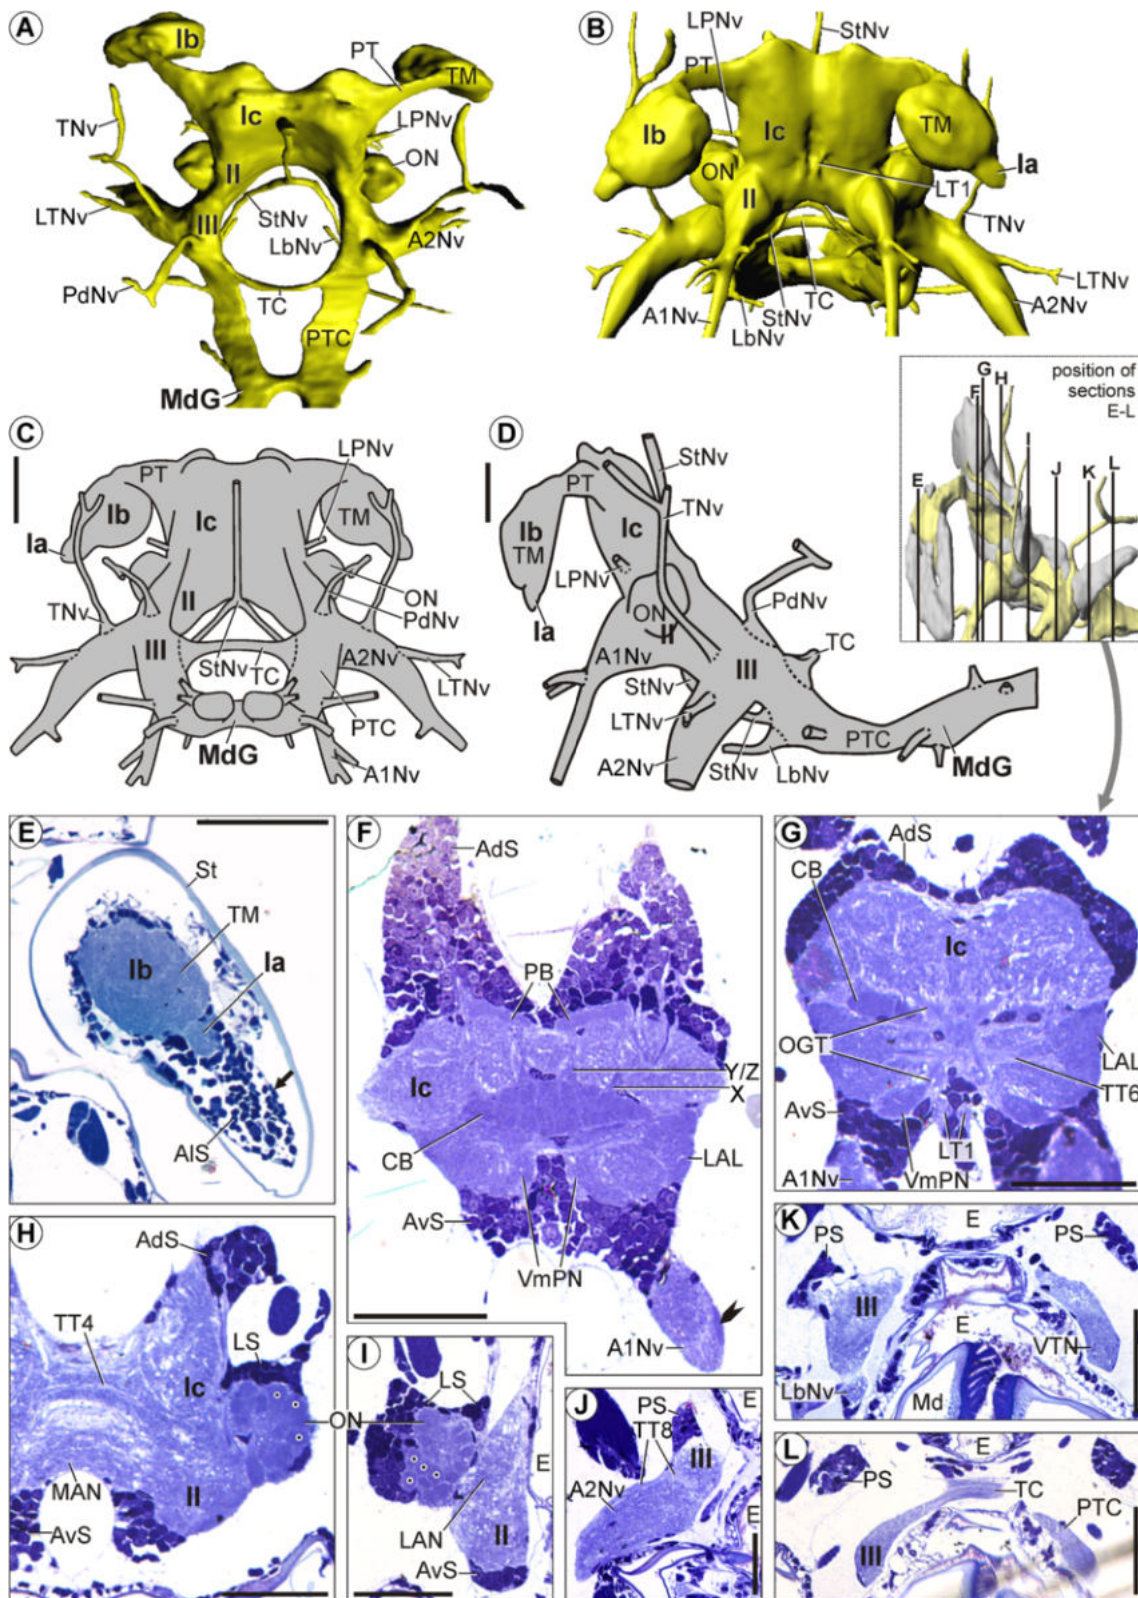 A
Ib
PT
TM
Ic
TNv
LPNv
ON
II
LTNv
III
StNv
LbNv
A2Nv
PdNv
TC
PTC
MdG
B
LPNv
StNv
PT
Ib
Ic
TM
ON
Ia
II
LT1
TNv
LTNv
TC
A1Nv
StNv
A2Nv
LbNv
position of
sections
E-L
G
F
H
I
J
L
K
E
C
LPNv
PT
Ib
Ic
TM
Ia
ON
II
PdNv
TNv
III
A2Nv
StNv
TC
LTNv
PTC
MdG
A1Nv
D
StNv
PT
TNv
Ib
Ic
TM
LPNv
PdNv
Ia
ON
II
TC
A1Nv
III
StNv
LTNv
PTC
A2Nv
StNv
LbNv
MdG
E
St
TM
Ib
Ia
AlS
F
AdS
PB
Ic
Y/Z
X
CB
LAL
AvS
VmPN
A1Nv
G
AdS
CB
Ic
OGT
LAL
TT6
AvS
LT1
A1Nv
VmPN
H
AdS
TT4
LS
Ic
ON
MAN
II
AvS
I
LS
E
LAN
II
AvS
J
PS
E
TT8
III
A2Nv
E
K
E
PS
PS
III
E
VTN
LbNv
Md
L
E
PS
TC
PTC
III